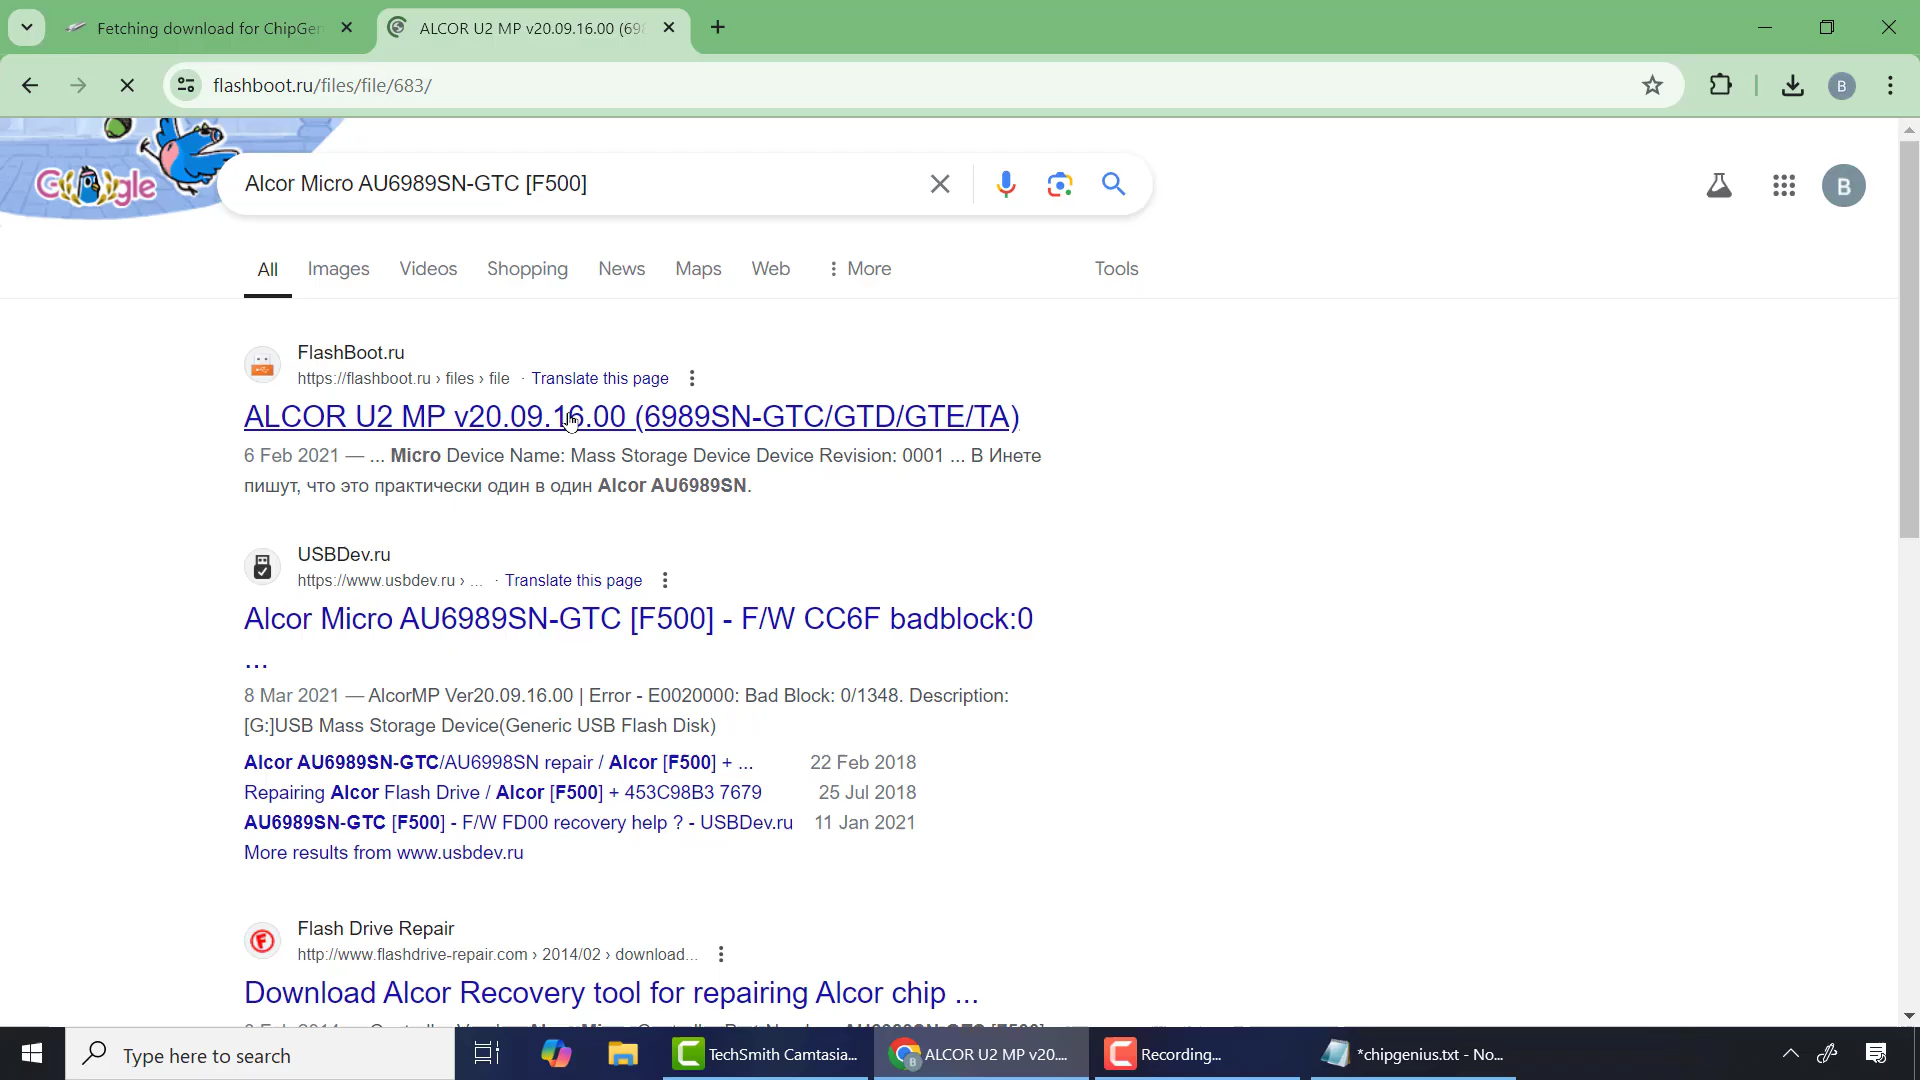 Fetching download for ChipGen
ALCOR U2 MP v20.09.16.00 (698
flashboot.ru/files/file/683/
B
Google
Alcor Micro AU6989SN-GTC [F500]
B
All
Images
Videos
Shopping
News
Maps
Web
More
Tools
FlashBoot.ru
https://flashboot.ru › files › file · Translate this page
ALCOR U2 MP v20.09.16.00 (6989SN-GTC/GTD/GTE/TA)
6 Feb 2021 — ... Micro Device Name: Mass Storage Device Device Revision: 0001 ... В Инете
пишут, что это практически один в один Alcor AU6989SN.
USBDev.ru
https://www.usbdev.ru › ... · Translate this page
Alcor Micro AU6989SN-GTC [F500] - F/W CC6F badblock:0
...
8 Mar 2021 — AlcorMP Ver20.09.16.00 | Error - E0020000: Bad Block: 0/1348. Description:
[G:]USB Mass Storage Device(Generic USB Flash Disk)
Alcor AU6989SN-GTC/AU6998SN repair / Alcor [F500] + ... 22 Feb 2018
Repairing Alcor Flash Drive / Alcor [F500] + 453C98B3 7679 25 Jul 2018
AU6989SN-GTC [F500] - F/W FD00 recovery help ? - USBDev.ru 11 Jan 2021
More results from www.usbdev.ru
Flash Drive Repair
http://www.flashdrive-repair.com › 2014/02 › download...
Download Alcor Recovery tool for repairing Alcor chip ...
Type here to search
TechSmith Camtasia...
ALCOR U2 MP v20....
Recording...
*chipgenius.txt - No...